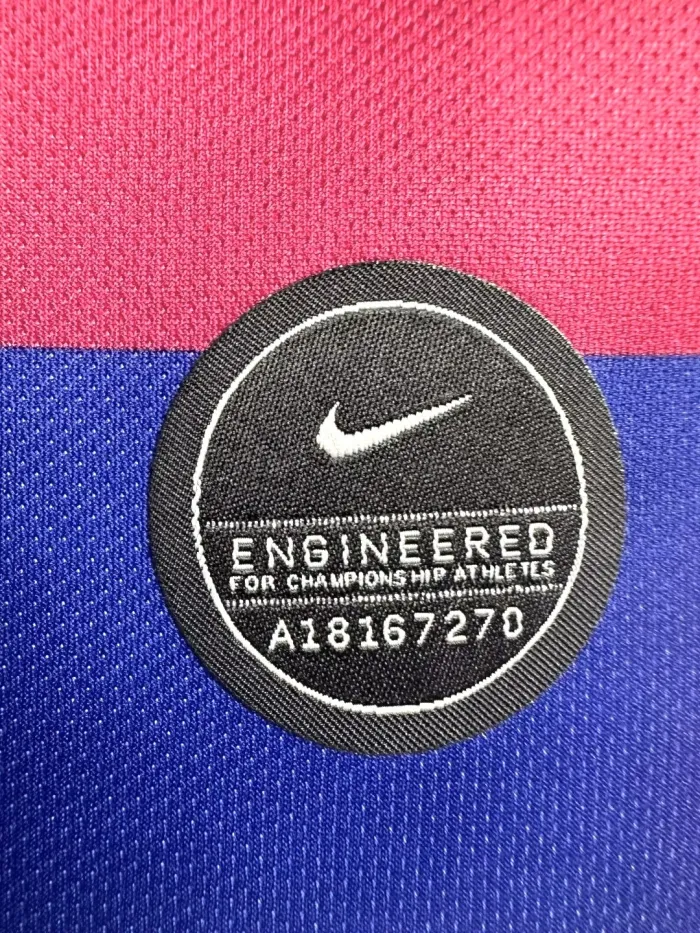 ENGINEERED
FOR CHAMPIONSHIP ATHLETES
A18167270